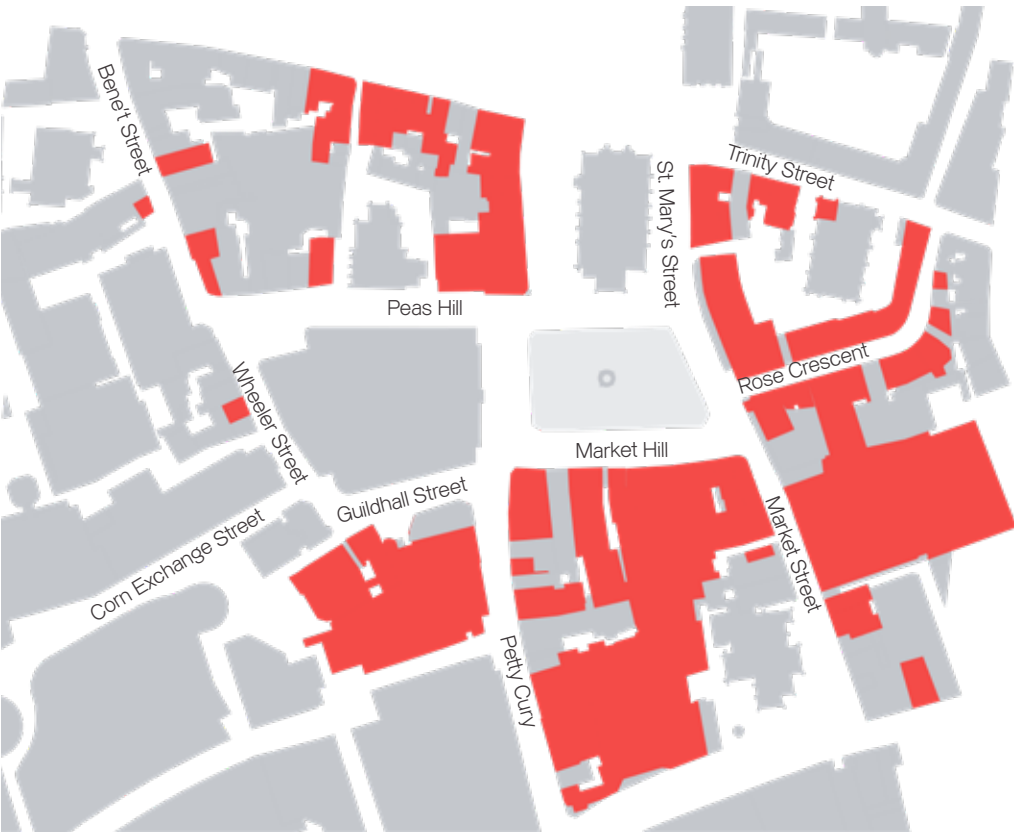 Bene't Street
Trinity Street
St. Mary's Street
Peas Hill
Rose Crescent
Wheeler Street
Market Hill
Guildhall Street
Market Street
Corn Exchange Street
Petty Cury